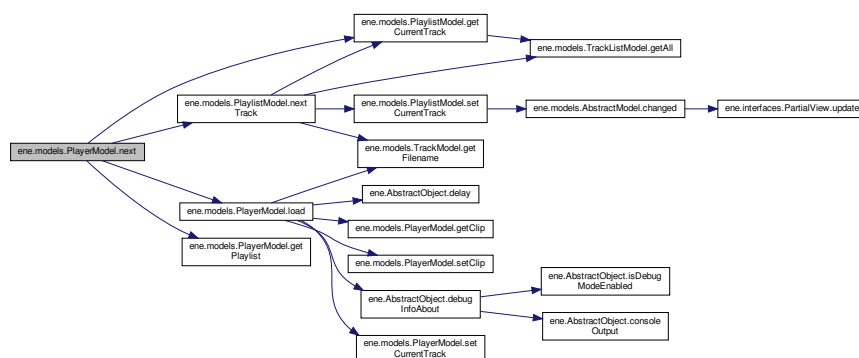 ene.models.PlaylistModel.get
CurrentTrack
ene.models.TrackListModel.getAll
ene.models.PlaylistModel.next
Track
ene.models.PlaylistModel.set
CurrentTrack
ene.models.AbstractModel.changed
ene.interfaces.PartialView.update
ene.models.PlayerModel.next
ene.models.TrackModel.get
Filename
ene.AbstractObject.delay
ene.models.PlayerModel.load
ene.models.PlayerModel.getClip
ene.models.PlayerModel.get
Playlist
ene.models.PlayerModel.setClip
ene.AbstractObject.isDebug
ModeEnabled
ene.AbstractObject.debug
InfoAbout
ene.AbstractObject.console
Output
ene.models.PlayerModel.set
CurrentTrack